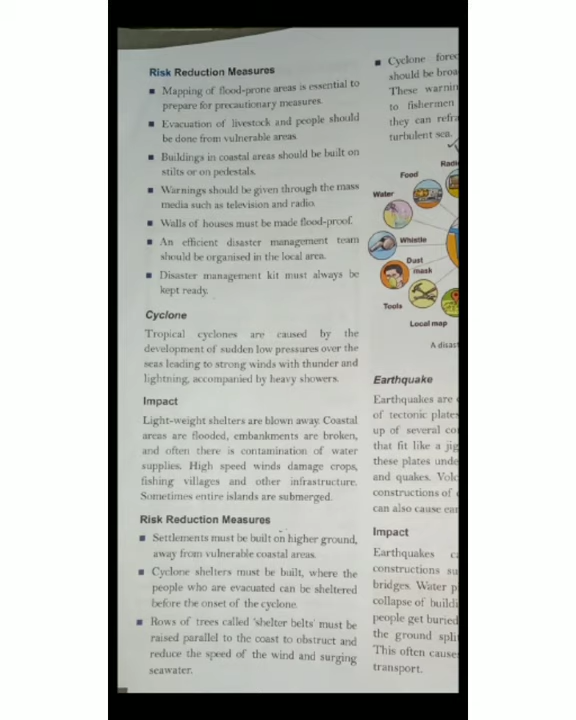 Risk Reduction Measures
■ Mapping of flood-prone areas is essential to
prepare for precautionary measures.
■ Evacuation of livestock and people should
be done from vulnerable areas.
■ Buildings in coastal areas should be built on
stilts or on pedestals.
■ Warnings should be given through the mass
media such as television and radio.
■ Walls of houses must be made flood-proof.
■ An efficient disaster management team
should be organised in the local area.
■ Disaster management kit must always be
kept ready.
Cyclone
Tropical cyclones are caused by the
development of sudden low pressures over the
seas leading to strong winds with thunder and
lightning, accompanied by heavy showers.
Impact
Light-weight shelters are blown away. Coastal
areas are flooded, embankments are broken,
and often there is contamination of water
supplies. High speed winds damage crops,
fishing villages and other infrastructure.
Sometimes entire islands are submerged.
Risk Reduction Measures
■ Settlements must be built on higher ground,
away from vulnerable coastal areas.
■ Cyclone shelters must be built, where the
people who are evacuated can be sheltered
before the onset of the cyclone.
■ Rows of trees called 'shelter belts' must be
raised parallel to the coast to obstruct and
reduce the speed of the wind and surging
seawater.
■ Cyclone forec
should be broa
These warnin
to fishermen
they can refra
turbulent sea.
Radi
Food
Water
Whistle
Dust
mask
Tools
Local map
A disas
Earthquake
Earthquakes are
of tectonic plates
up of several co
that fit like a jig
these plates unde
and quakes. Volc
constructions of
can also cause ear
Impact
Earthquakes ca
constructions su
bridges. Water p
collapse of buildi
people get buried
the ground split
This often cause
transport.